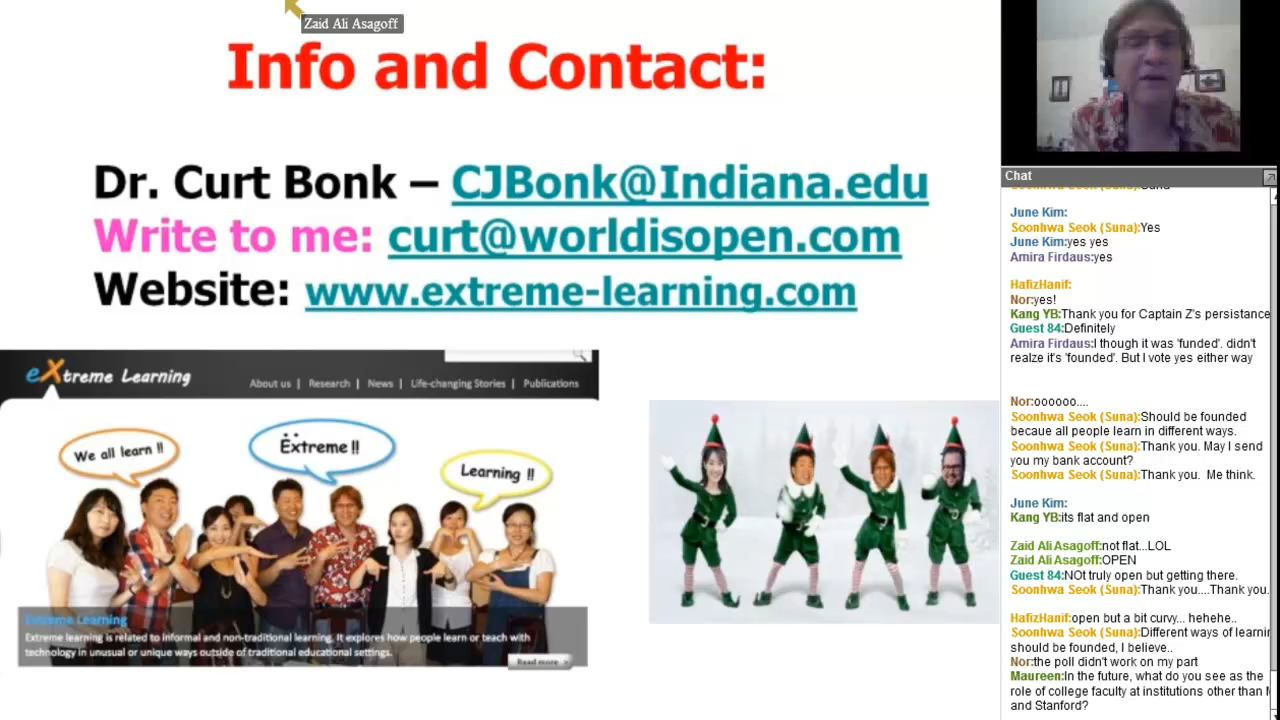 Zaid Ali Asagoff
Info and Contact:
Dr. Curt Bonk – CJBonk@Indiana.edu
Write to me: curt@worldisopen.com
Website: www.extreme-learning.com
eXtreme Learning
About us | Research | News | Life-changing Stories | Publications
We all learn !!
Ëxtreme !!
Learning !!
Extreme Learning
Extreme learning is related to informal and non-traditional learning. It explores how people learn or teach with
technology in unusual or unique ways outside of traditional educational settings.
Read more >
Chat
June Kim:
Soonhwa Seok (Suna):Yes
June Kim:yes yes
Amira Firdaus:yes
HafizHanif:
Nor:yes!
Kang YB:Thank you for Captain Z's persistance
Guest 84:Definitely
Amira Firdaus:I though it was 'funded'. didn't
realze it's 'founded'. But I vote yes either way
Nor:oooooo....
Soonhwa Seok (Suna):Should be founded
becaue all people learn in different ways.
Soonhwa Seok (Suna):Thank you. May I send
you my bank account?
Soonhwa Seok (Suna):Thank you. Me think.
June Kim:
Kang YB:its flat and open
Zaid Ali Asagoff:not flat...LOL
Zaid Ali Asagoff:OPEN
Guest 84:NOt truly open but getting there.
Soonhwa Seok (Suna):Thank you....Thank you.
HafizHanif:open but a bit curvy... hehehe..
Soonhwa Seok (Suna):Different ways of learnin
should be founded, I believe..
Nor:the poll didn't work on my part
Maureen:In the future, what do you see as the
role of college faculty at institutions other than
and Stanford?